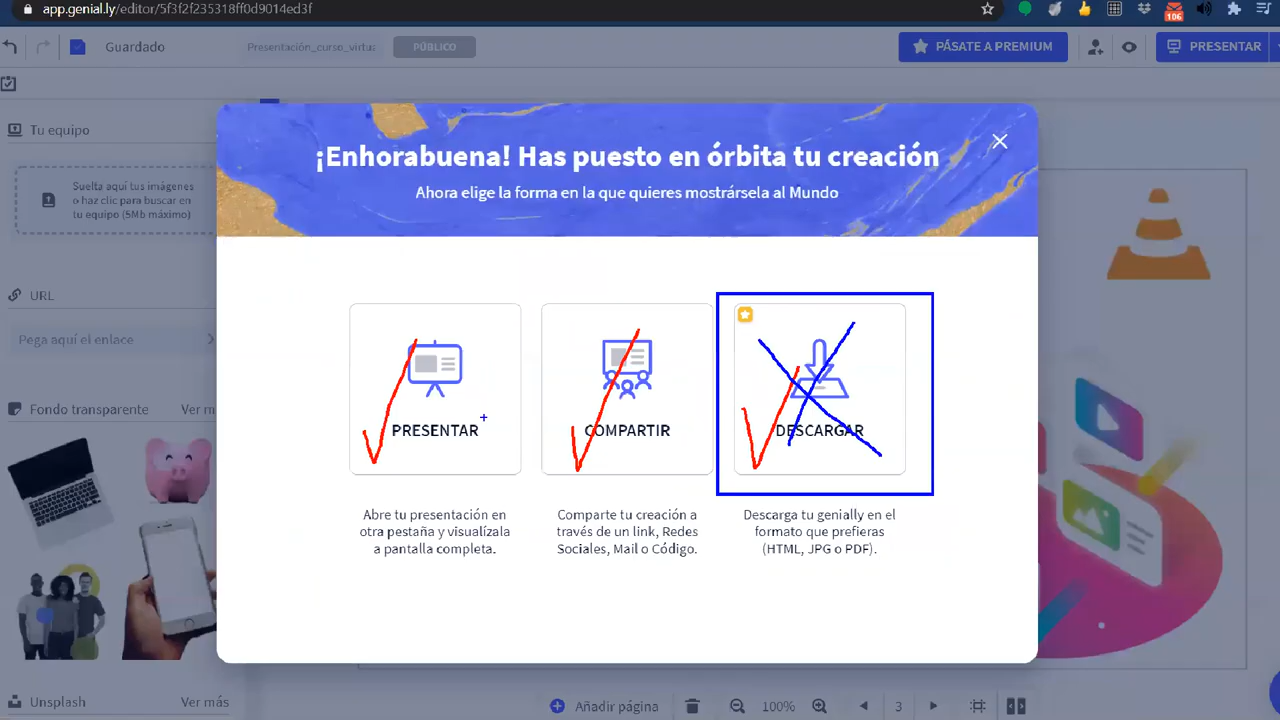 app.genial.ly/editor/5f3f2f235318ff0d9014ed3f
106
Guardado
Presentación_curso_virtua
PÚBLICO
PÁSATE A PREMIUM
PRESENTAR
Tu equipo
Suelta aquí tus imágenes
o haz clic para buscar en
tu equipo (5Mb máximo)
URL
Pega aquí el enlace
Fondo transparente
Ver m
Unsplash
Ver más
¡Enhorabuena! Has puesto en órbita tu creación
Ahora elige la forma en la que quieres mostrársela al Mundo
PRESENTAR
Abre tu presentación en
otra pestaña y visualízala
a pantalla completa.
COMPARTIR
Comparte tu creación a
través de un link, Redes
Sociales, Mail o Código.
DESCARGAR
Descarga tu genially en el
formato que prefieras
(HTML, JPG o PDF).
Añadir página
100%
3